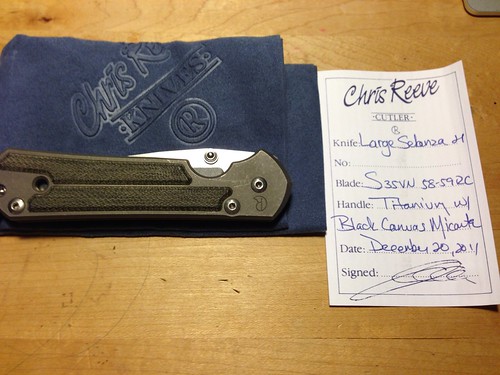 Chris Reeve
KNIVES
R
Chris Reeve
·CUTLER·
R
Knife: Large Sebenza 21
No:
Blade: S35VN 58-59RC
Handle: Titanium w/
Black Canvas Micarta
Date: December 20, 2011
Signed: